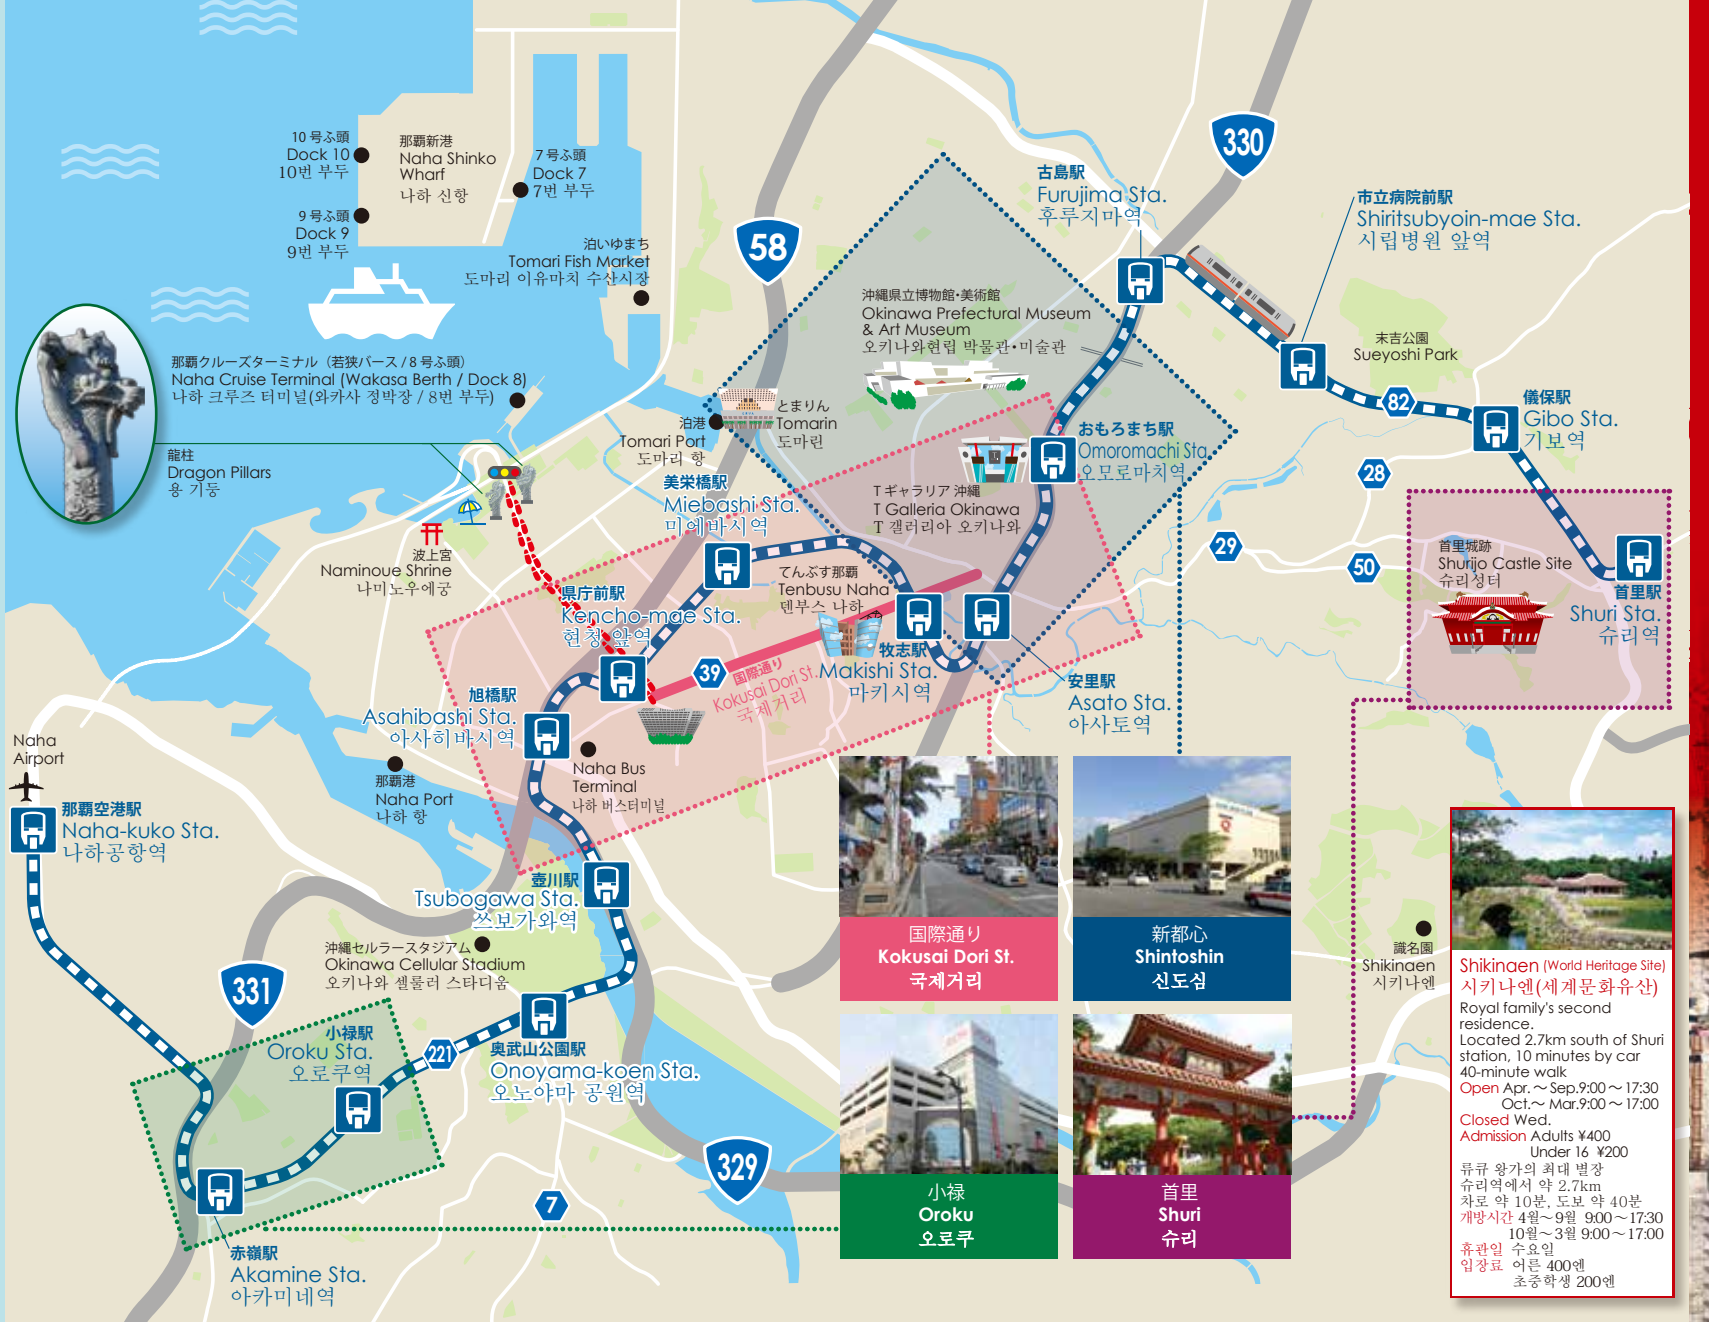 10号ふ頭
Dock 10
10번 부두
那覇新港
Naha Shinko
Wharf
나하 신항
7号ふ頭
Dock 7
7번 부두
9号ふ頭
Dock 9
9번 부두
泊いゆまち
Tomari Fish Market
도마리 이유마치 수산시장
58
330
古島駅
Furujima Sta.
후루지마역
市立病院前駅
Shiritsubyoin-mae Sta.
시립병원 앞역
沖縄県立博物館・美術館
Okinawa Prefectural Museum
& Art Museum
오키나와현립 박물관・미술관
末吉公園
Sueyoshi Park
那覇クルーズターミナル（若狭バース / 8号ふ頭）
Naha Cruise Terminal (Wakasa Berth / Dock 8)
나하 크루즈 터미널(와카사 정박장 / 8번 부두)
とまりん
Tomarin
도마린
泊港
Tomari Port
도마리 항
82
儀保駅
Gibo Sta.
기보역
おもろまち駅
Omoromachi Sta.
오모로마치역
龍柱
Dragon Pillars
용 기둥
美栄橋駅
Miebashi Sta.
미에바시역
T ギャラリア 沖縄
T Galleria Okinawa
T 갤러리아 오키나와
28
29
50
波上宮
Naminoue Shrine
나미노우에궁
首里城跡
Shurijo Castle Site
슈리성터
首里駅
Shuri Sta.
슈리역
てんぶす那覇
Tenbusu Naha
텐부스 나하
県庁前駅
Kencho-mae Sta.
현청 앞역
39
国際通り
Kokusai Dori St.
국제거리
牧志駅
Makishi Sta.
마키시역
安里駅
Asato Sta.
아사토역
旭橋駅
Asahibashi Sta.
아사히바시역
Naha
Airport
Naha Bus
Terminal
나하 버스터미널
那覇港
Naha Port
나하 항
那覇空港駅
Naha-kuko Sta.
나하공항역
壺川駅
Tsubogawa Sta.
쓰보가와역
沖縄セルラースタジアム
Okinawa Cellular Stadium
오키나와 셀룰러 스타디움
331
小禄駅
Oroku Sta.
오로쿠역
221
奥武山公園駅
Onoyama-koen Sta.
오노야마 공원역
329
7
赤嶺駅
Akamine Sta.
아카미네역
国際通り
Kokusai Dori St.
국제거리
新都心
Shintoshin
신도심
小禄
Oroku
오로쿠
首里
Shuri
슈리
識名園
Shikinaen
시키나엔
Shikinaen (World Heritage Site)
시키나엔(세계문화유산)
Royal family's second
residence.
Located 2.7km south of Shuri
station, 10 minutes by car
40-minute walk
Open Apr.～Sep.9:00～17:30
Oct.～ Mar.9:00～17:00
Closed Wed.
Admission Adults ¥400
Under 16 ¥200
류큐 왕가의 최대 별장
슈리역에서 약 2.7km
차로 약 10분, 도보 약 40분
개방시간 4월～9월 9:00～17:30
10월～3월 9:00～17:00
휴관일 수요일
입장료 어른 400엔
초중학생 200엔